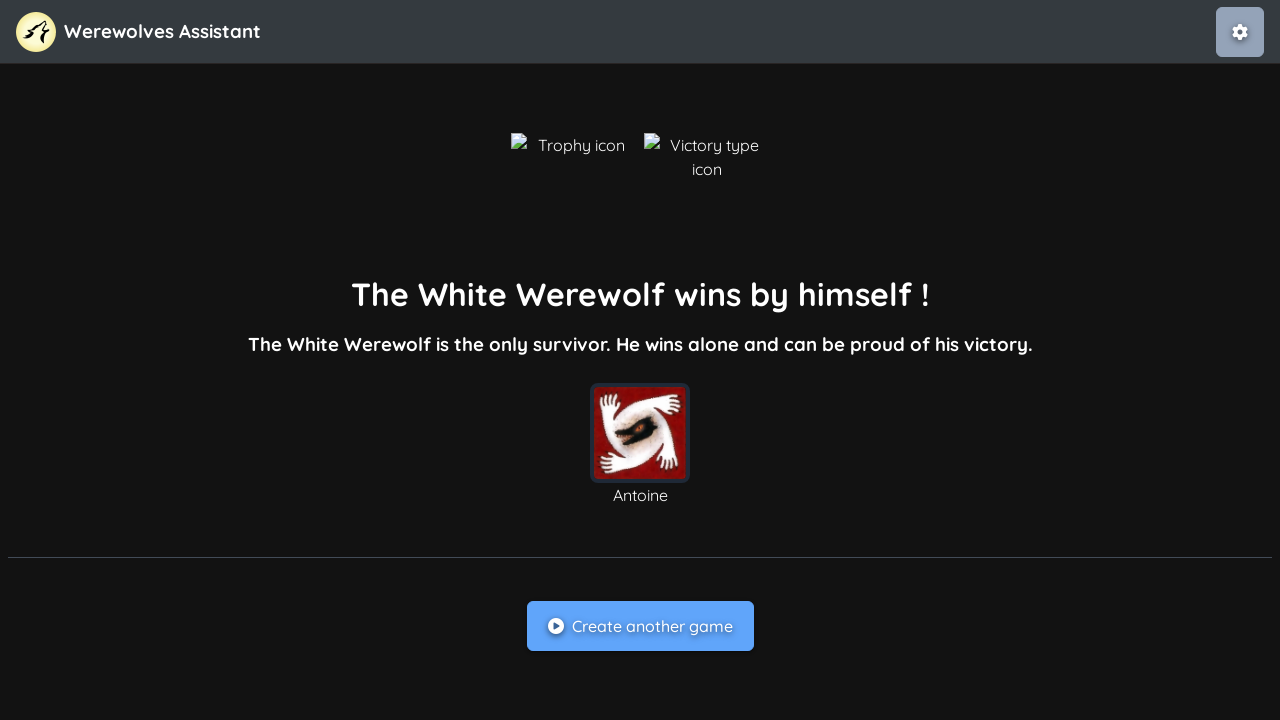 Werewolves Assistant
Trophy icon
Victory type
icon
The White Werewolf wins by himself !
The White Werewolf is the only survivor. He wins alone and can be proud of his victory.
Antoine
Create another game